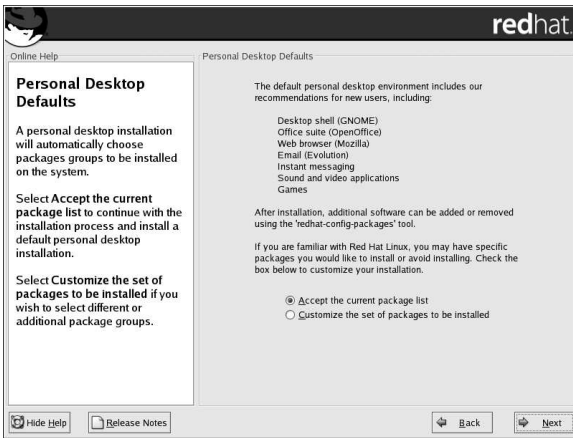 redhat.
Online Help
Personal Desktop Defaults
Personal Desktop
Defaults
A personal desktop installation
will automatically choose
packages groups to be installed
on the system.
Select Accept the current
package list to continue with the
installation process and install a
default personal desktop
installation.
Select Customize the set of
packages to be installed if you
wish to select different or
additional package groups.
The default personal desktop environment includes our
recommendations for new users, including:
Desktop shell (GNOME)
Office suite (OpenOffice)
Web browser (Mozilla)
Email (Evolution)
Instant messaging
Sound and video applications
Games
After installation, additional software can be added or removed
using the 'redhat-config-packages' tool.
If you are familiar with Red Hat Linux, you may have specific
packages you would like to install or avoid installing. Check the
box below to customize your installation.
Accept the current package list
Customize the set of packages to be installed
Hide Help
Release Notes
Back
Next